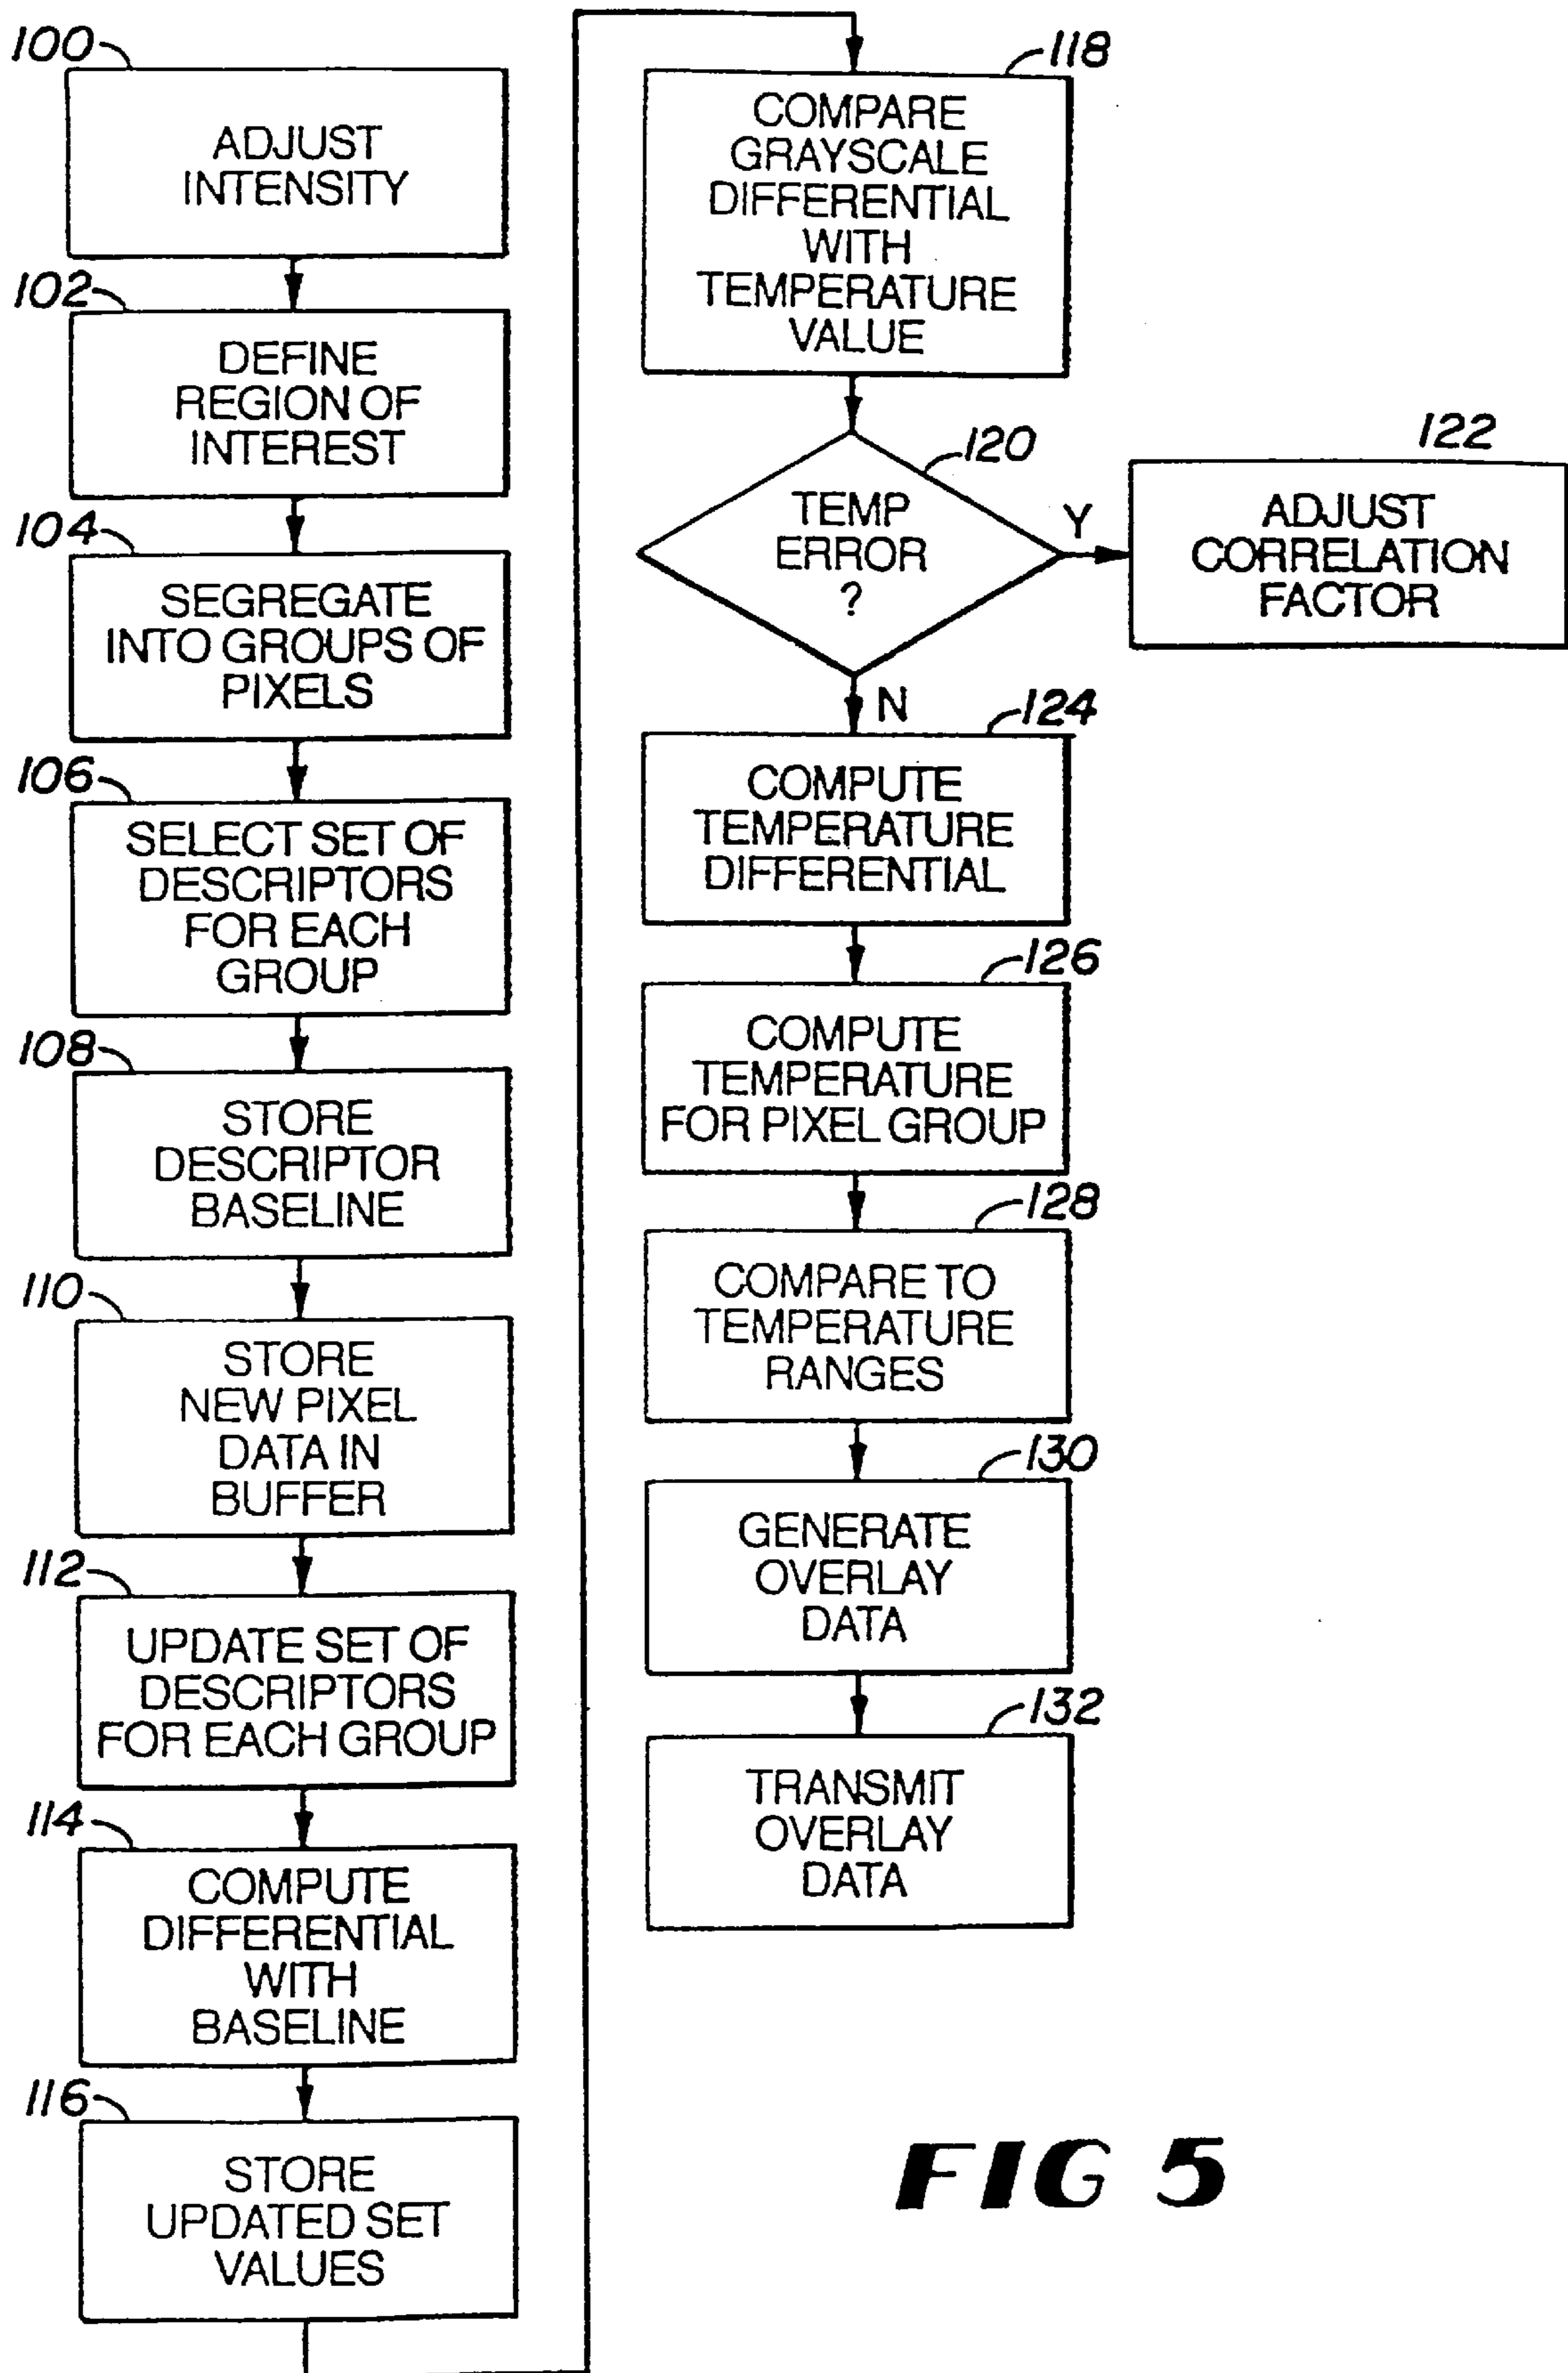 100
ADJUST
INTENSITY
102
DEFINE
REGION OF
INTEREST
104
SEGREGATE
INTO GROUPS OF
PIXELS
106
SELECT SET OF
DESCRIPTORS
FOR EACH
GROUP
108
STORE
DESCRIPTOR
BASELINE
110
STORE
NEW PIXEL
DATA IN
BUFFER
112
UPDATE SET OF
DESCRIPTORS
FOR EACH GROUP
114
COMPUTE
DIFFERENTIAL
WITH
BASELINE
116
STORE
UPDATED SET
VALUES
118
COMPARE
GRAYSCALE
DIFFERENTIAL
WITH
TEMPERATURE
VALUE
120
TEMP
ERROR
?
Y
122
ADJUST
CORRELATION
FACTOR
N
124
COMPUTE
TEMPERATURE
DIFFERENTIAL
126
COMPUTE
TEMPERATURE
FOR PIXEL GROUP
128
COMPARE TO
TEMPERATURE
RANGES
130
GENERATE
OVERLAY
DATA
132
TRANSMIT
OVERLAY
DATA
FIG 5